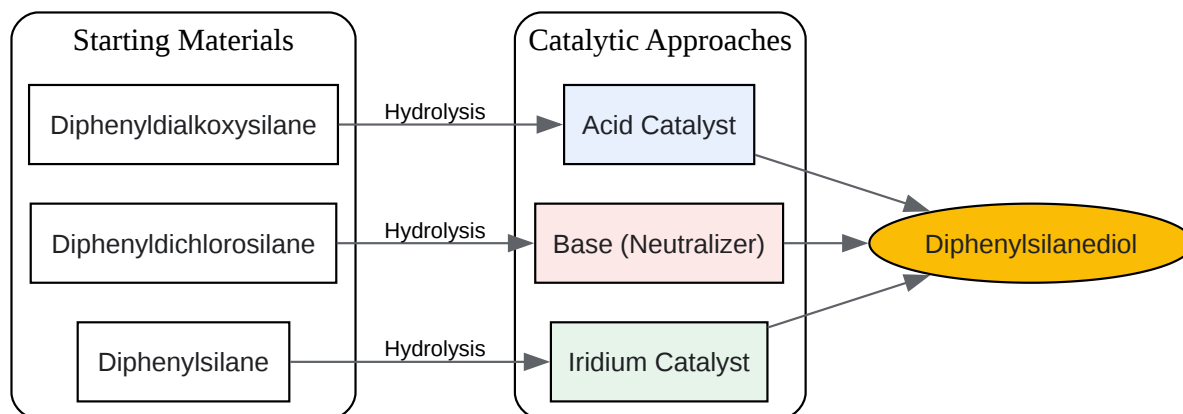 Starting Materials
Catalytic Approaches
Diphenyldialkoxysilane
Hydrolysis
Acid Catalyst
Diphenyldichlorosilane
Hydrolysis
Base (Neutralizer)
Diphenylsilanediol
Diphenylsilane
Hydrolysis
Iridium Catalyst